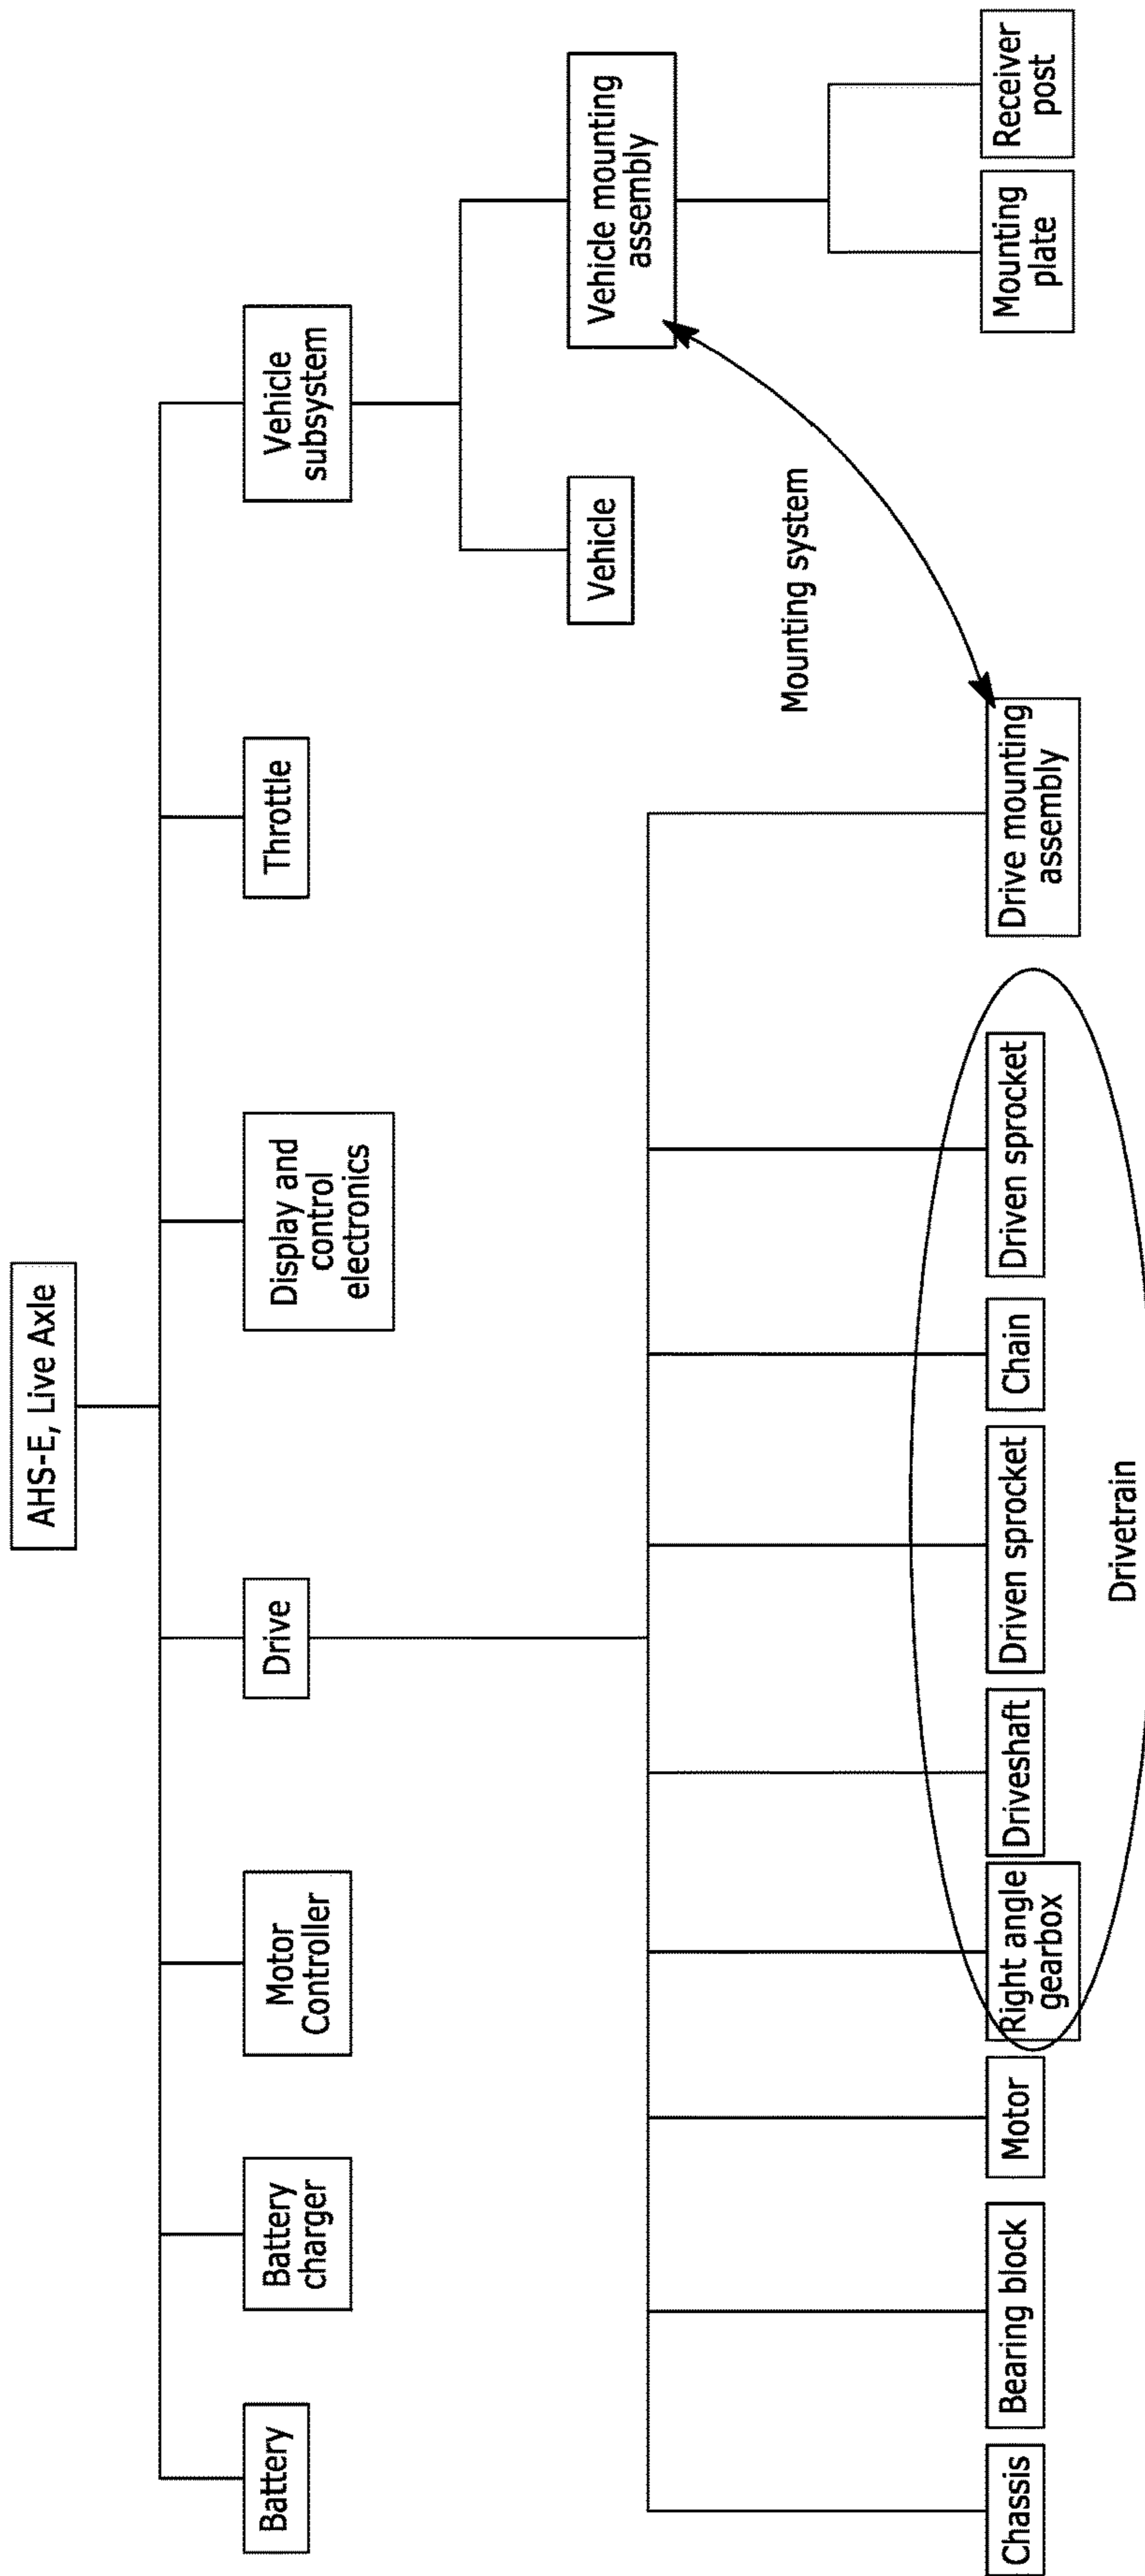 AHS-E, Live Axle
Battery
Battery
charger
Motor
Controller
Drive
Display and
control
electronics
Throttle
Vehicle
subsystem
Vehicle
Vehicle mounting
assembly
Mounting system
Chassis
Bearing block
Motor
Right angle
gearbox
Driveshaft
Driven sprocket
Chain
Driven sprocket
Drive mounting
assembly
Mounting
plate
Receiver
post
Drivetrain